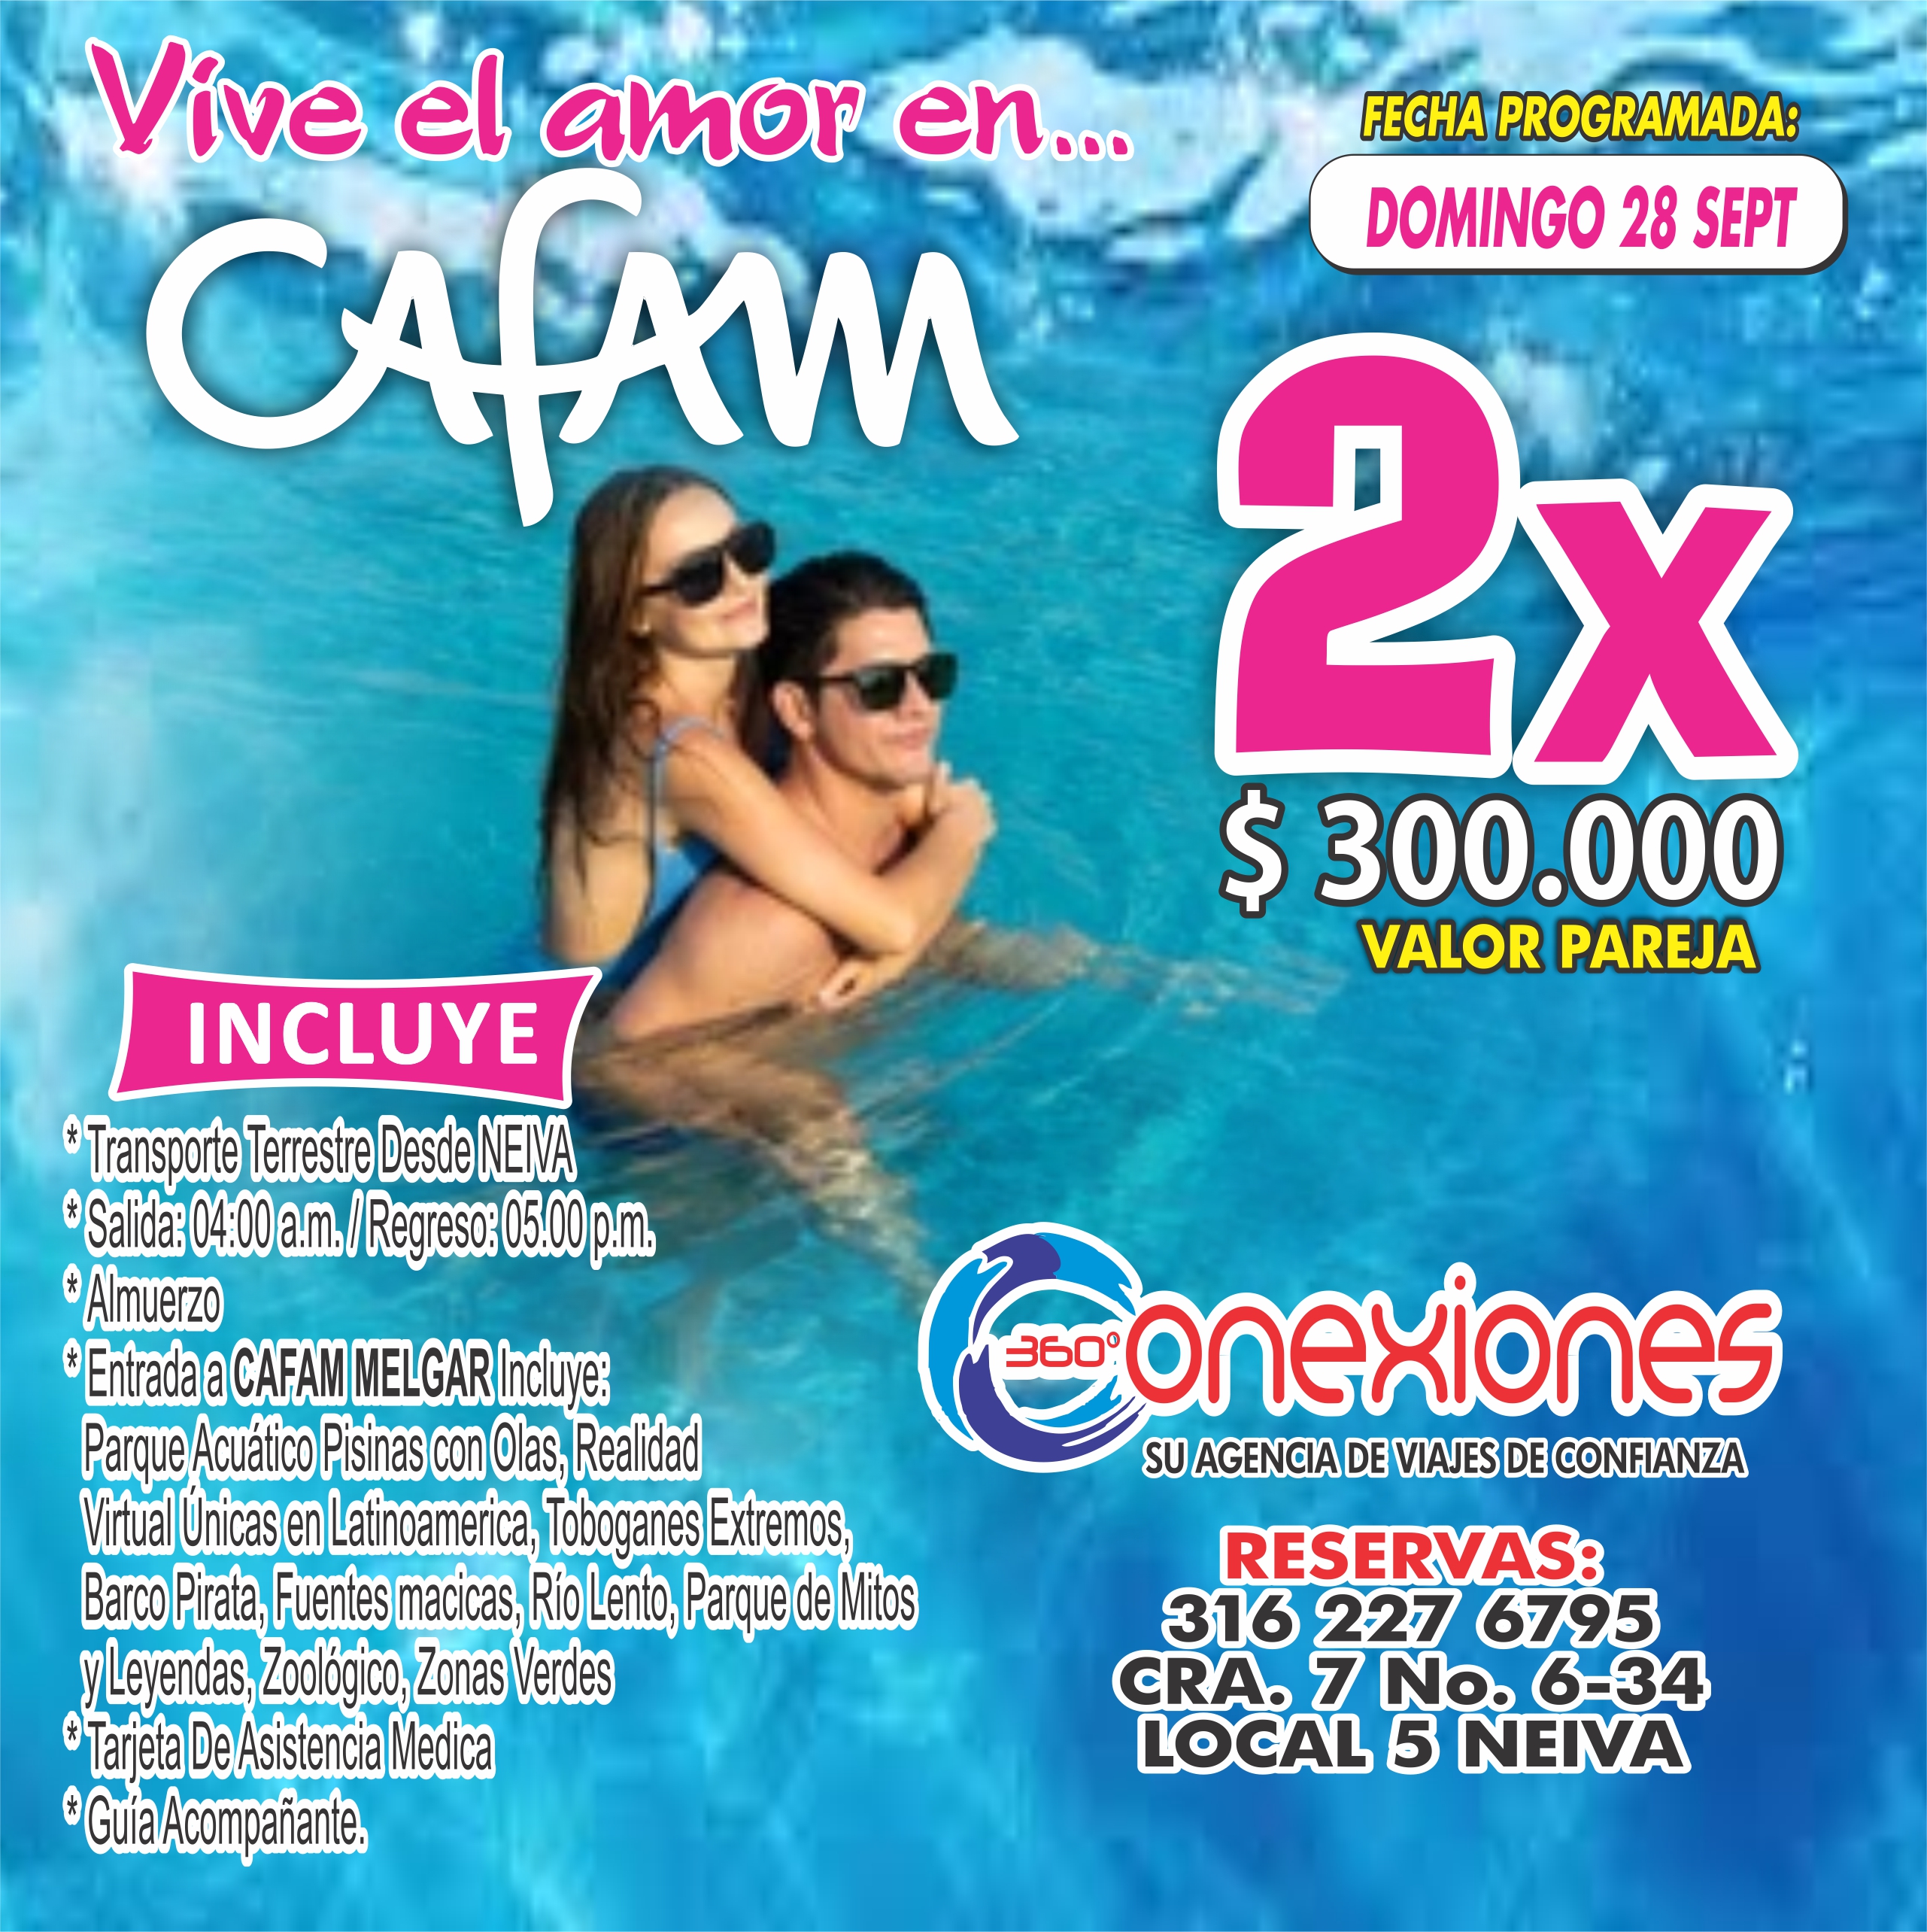 Vive el amor en...
CAFAM
FECHA PROGRAMADA:
DOMINGO 28 SEPT
2x
$ 300.000
VALOR PAREJA
INCLUYE
* Transporte Terrestre Desde NEIVA
* Salida: 04:00 a.m. / Regreso: 05.00 p.m.
* Almuerzo
* Entrada a CAFAM MELGAR Incluye:
Parque Acuático Pisinas con Olas, Realidad
Virtual Únicas en Latinoamerica, Toboganes Extremos,
Barco Pirata, Fuentes macicas, Río Lento, Parque de Mitos
y Leyendas, Zoológico, Zonas Verdes
* Tarjeta De Asistencia Medica
* Guía Acompañante.
360° Conexiones
SU AGENCIA DE VIAJES DE CONFIANZA
RESERVAS:
316 227 6795
CRA. 7 No. 6-34
LOCAL 5 NEIVA